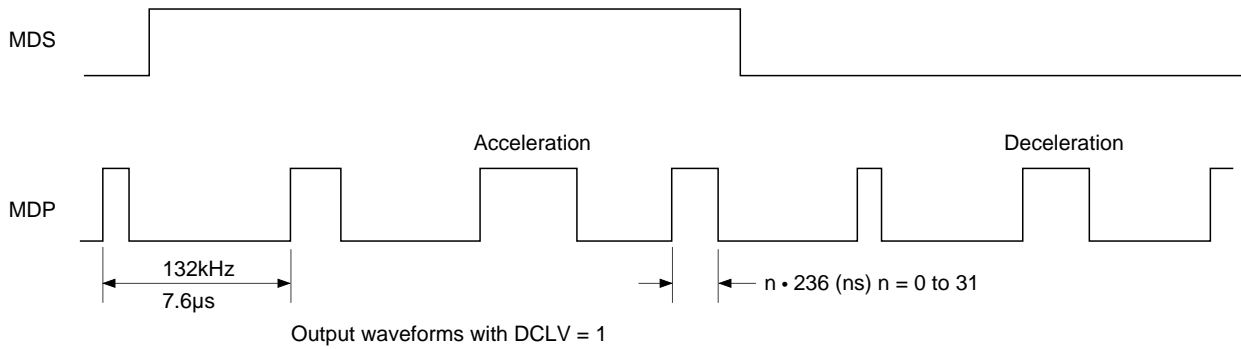 MDS
Acceleration
Deceleration
MDP
132kHz
7.6µs
n • 236 (ns) n = 0 to 31
Output waveforms with DCLV = 1